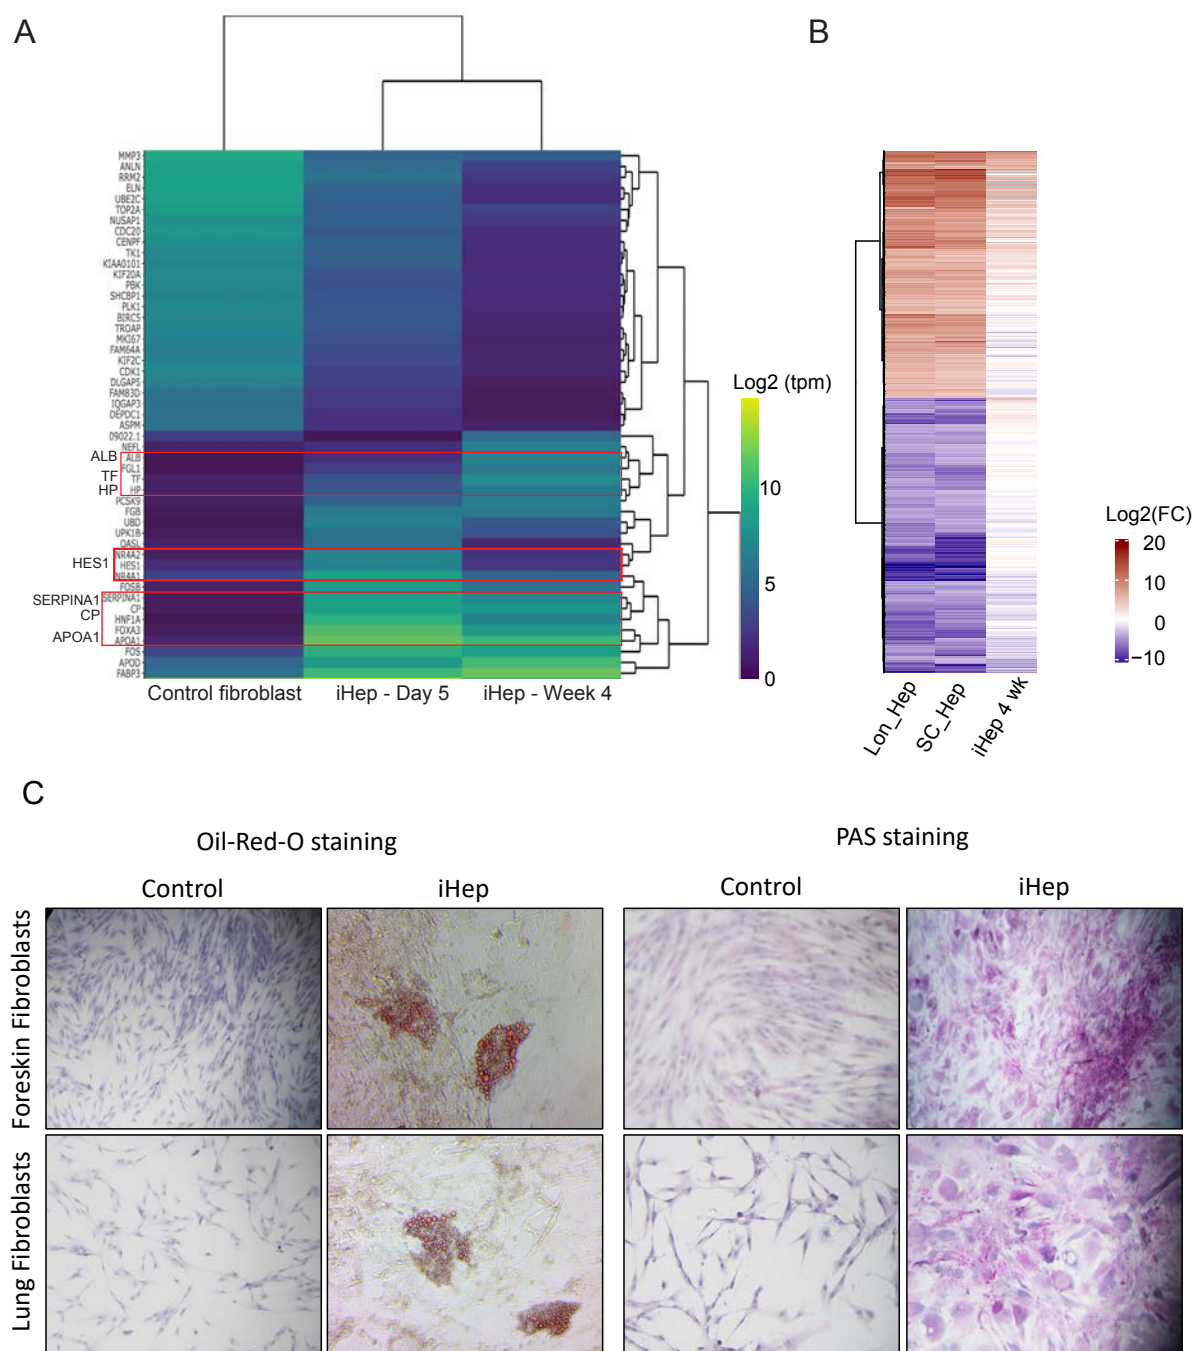 A
MMP3
ANLN
RRM2
ELN
UBE2C
TOP2A
NUSAP1
CDC20
CENPF
TK1
KIAA0101
KIF20A
PBK
SHCBP1
PLK1
BIRC5
TROAP
MKI67
FAM64A
KIF2C
CDK1
DLGAP5
FAM83D
IQGAP3
DEPDC1
ASPM
D9022.1
NEFL
ALB
FGL1
TF
HP
PCSK9
FGB
UBD
UPK1B
OASL
NR4A2
HES1
NR4A1
FOSB
SERPINA1
CP
HNF1A
FOXA3
APOA1
FOS
APOD
FABP3
ALB
TF
HP
HES1
SERPINA1
CP
APOA1
Control fibroblast iHep - Day 5 iHep - Week 4
Log2 (tpm)
10
5
0
B
Lon_Hep
SC_Hep
iHep 4 wk
Log2(FC)
20
10
0
−10
C
Oil-Red-O staining PAS staining
Control iHep Control iHep
Foreskin Fibroblasts
Lung Fibroblasts